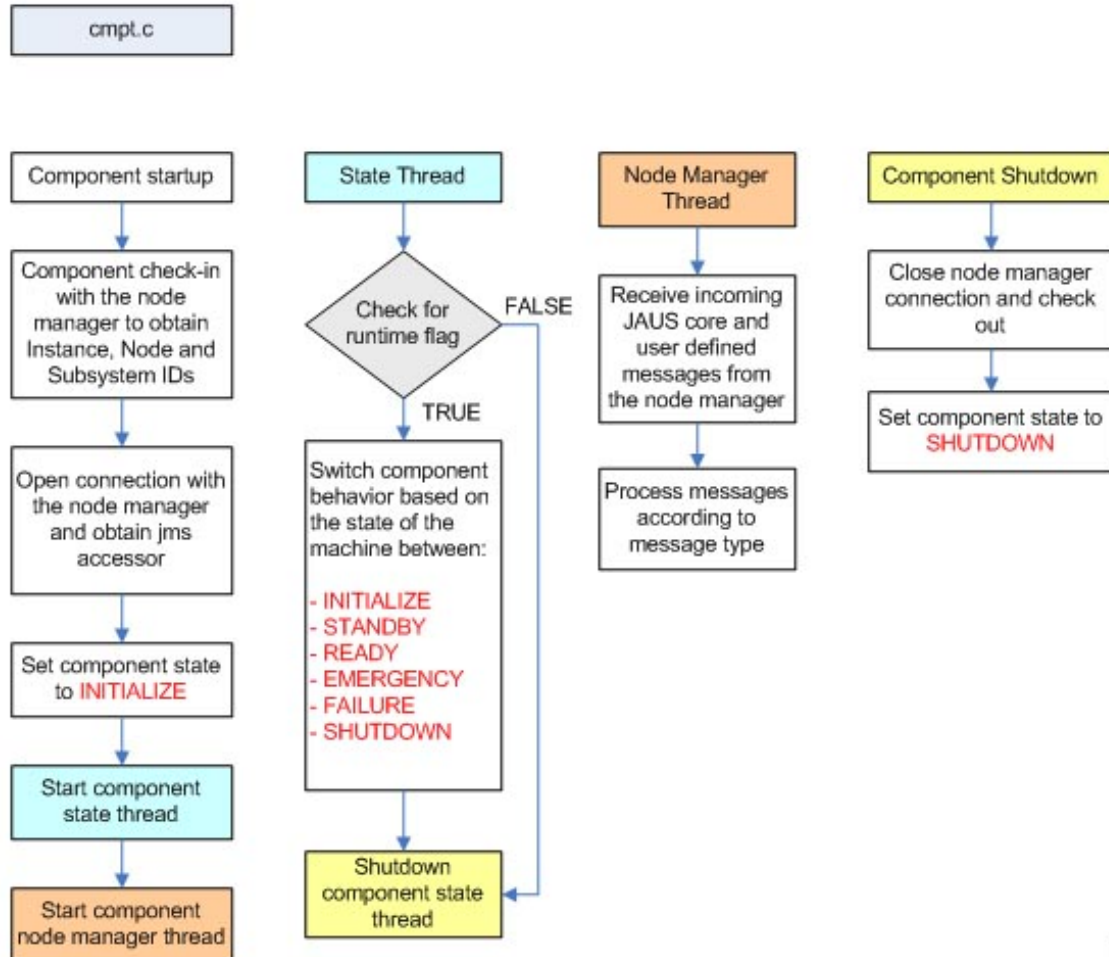 cmpt.c
Component startup
Component check-in
with the node
manager to obtain
Instance, Node and
Subsystem IDs
Open connection with
the node manager
and obtain jms
accessor
Set component state
to INITIALIZE
Start component
state thread
Start component
node manager thread
State Thread
Check for
runtime flag
FALSE
TRUE
Switch component
behavior based on
the state of the
machine between:
- INITIALIZE
- STANDBY
- READY
- EMERGENCY
- FAILURE
- SHUTDOWN
Shutdown
component state
thread
Node Manager
Thread
Receive incoming
JAUS core and
user defined
messages from
the node manager
Process messages
according to
message type
Component Shutdown
Close node manager
connection and check
out
Set component state to
SHUTDOWN